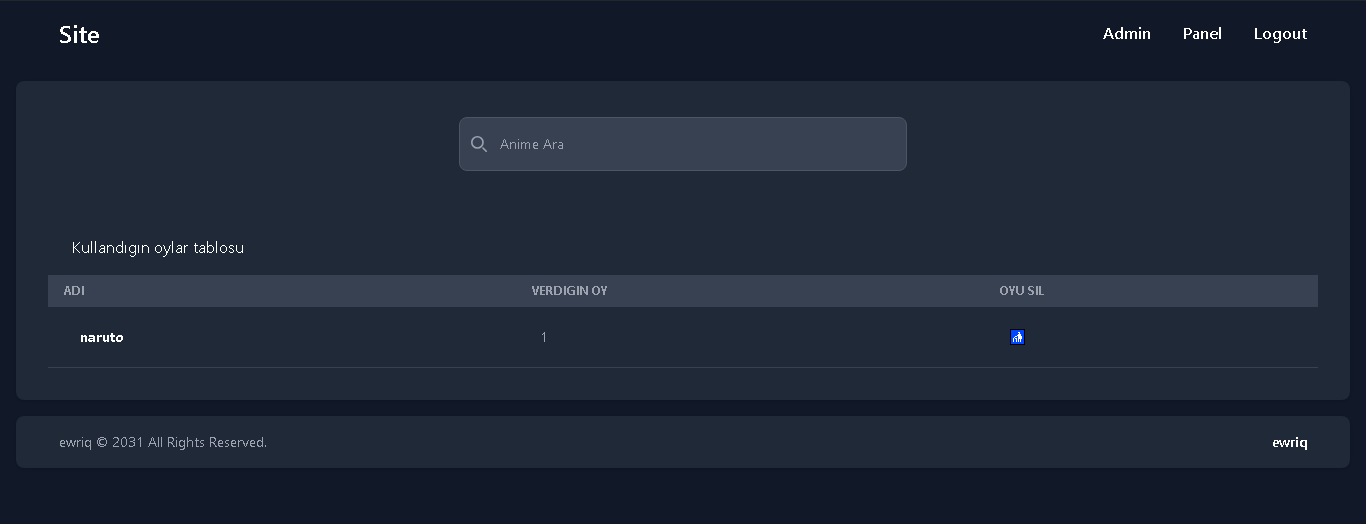 Site
Admin Panel Logout
Anime Ara
Kullandıgın oylar tablosu
ADI VERDIGIN OY OYU SIL
naruto 1
ewriq © 2031 All Rights Reserved.
ewriq